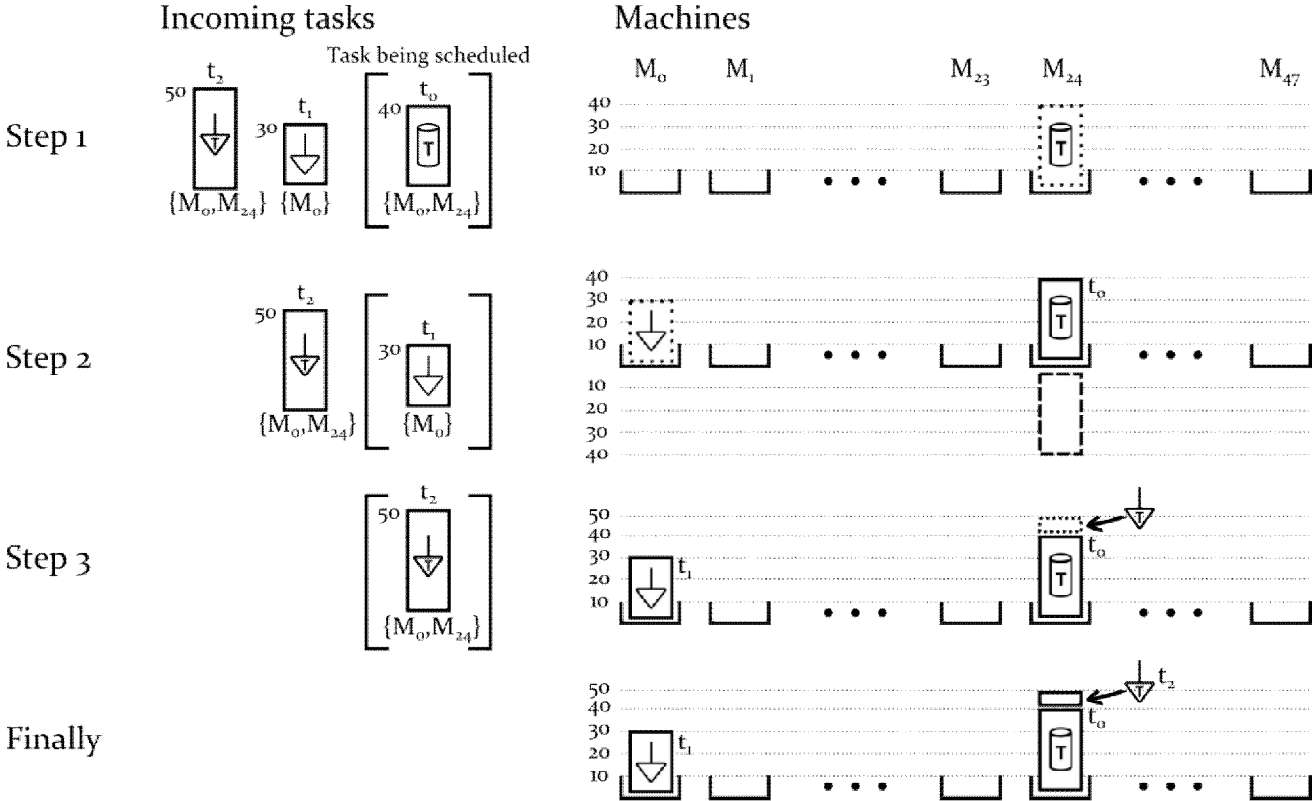 Incoming tasks Machines
Task being scheduled
M₀ M₁ M₂₃ M₂₄ M₄₇
t₂ t₁ t₀
Step 1
50 30 40
T T
{M₀,M₂₄} {M₀} {M₀,M₂₄}
40
30
20
10
T
Step 2
t₂ t₁
50 30
T
{M₀,M₂₄} {M₀}
40
30
20
10
t₀
T
10
20
30
40
Step 3
t₂
50
T
{M₀,M₂₄}
50
40
30
20
10
t₁
T
t₀
T
Finally
50
40
30
20
10
t₁
T t₂
t₀
T